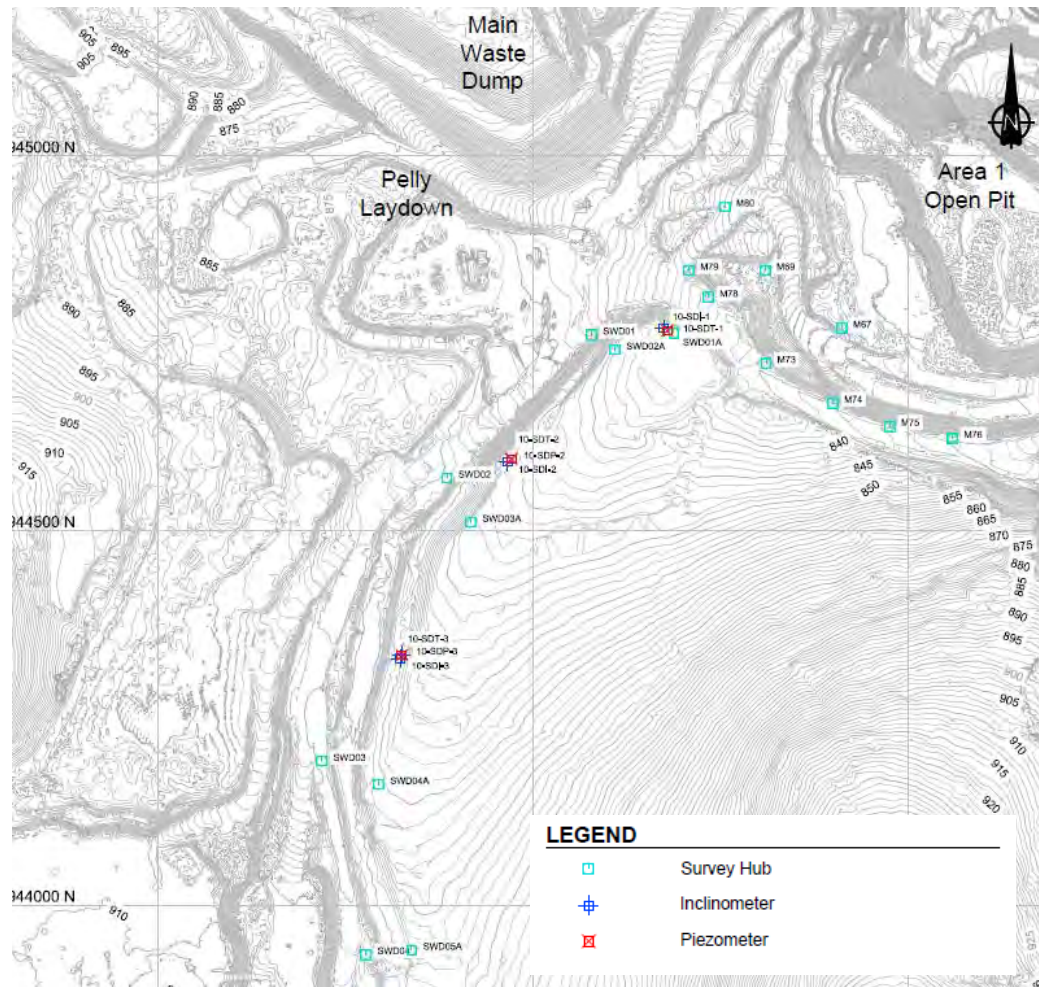 Main
Waste
Dump
905
905
895
890
885
880
875
N
945000 N
Area 1
Open Pit
Pelly
Laydown
M80
885
M79
M69
890
885
M78
10-SDI-1
M67
10-SDT-1
SWD01
SWD01A
SWD02A
M73
895
900
905
910
915
M74
M75
M76
840
845
850
855
860
865
870
875
880
885
890
895
900
905
910
915
920
925
10-SDT-2
10-SDP-2
10-SDI-2
SWD02
944500 N
SWD03A
10-SDT-3
10-SDP-3
10-SDI-3
SWD03
SWD04A
LEGEND
Survey Hub
Inclinometer
Piezometer
944000 N
910
SWD04
SWD05A